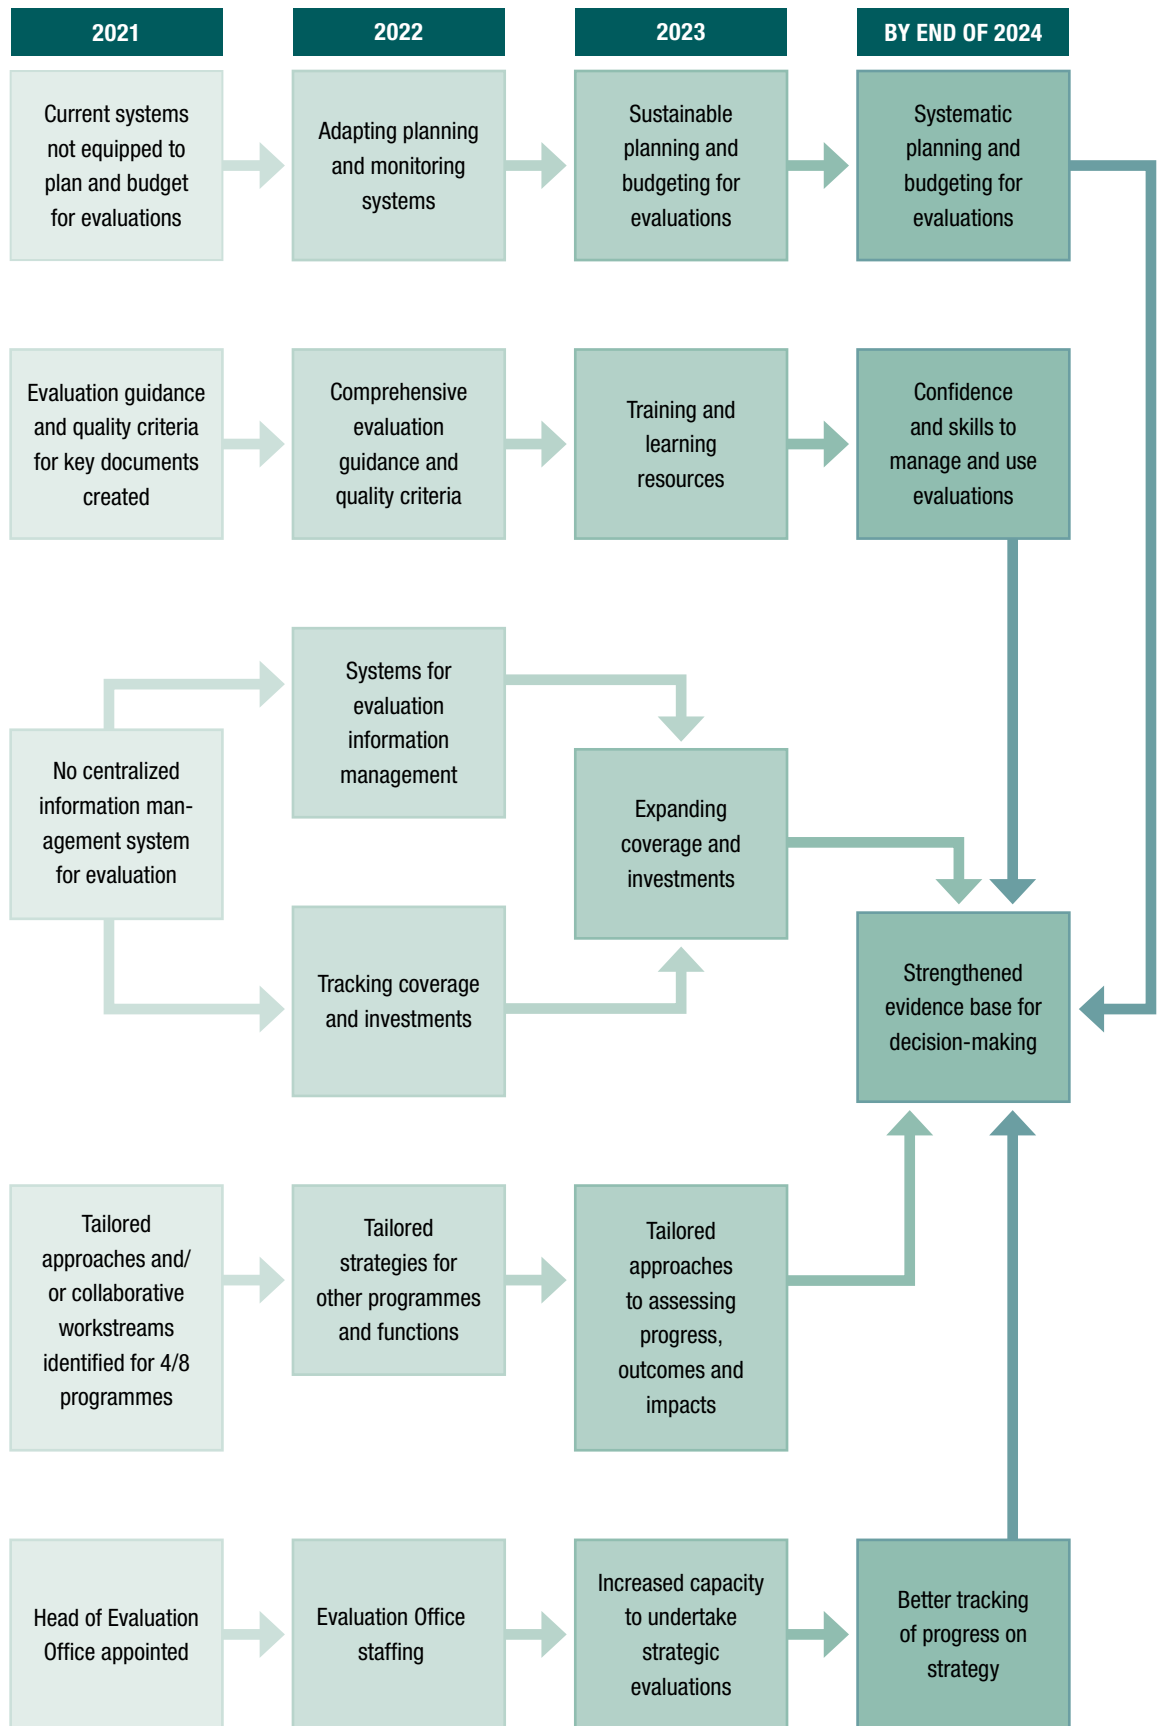 2021
2022
2023
BY END OF 2024
Current systems
not equipped to
plan and budget
for evaluations
Adapting planning
and monitoring
systems
Sustainable
planning and
budgeting for
evaluations
Systematic
planning and
budgeting for
evaluations
Evaluation guidance
and quality criteria
for key documents
created
Comprehensive
evaluation
guidance and
quality criteria
Training and
learning
resources
Confidence
and skills to
manage and use
evaluations
No centralized
information man-
agement system
for evaluation
Systems for
evaluation
information
management
Tracking coverage
and investments
Expanding
coverage and
investments
Strengthened
evidence base for
decision-making
Tailored
approaches and/
or collaborative
workstreams
identified for 4/8
programmes
Tailored
strategies for
other programmes
and functions
Tailored
approaches
to assessing
progress,
outcomes and
impacts
Head of Evaluation
Office appointed
Evaluation Office
staffing
Increased capacity
to undertake
strategic
evaluations
Better tracking
of progress on
strategy